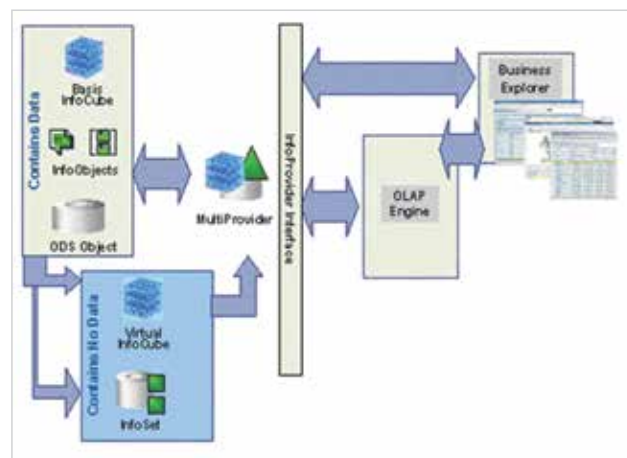 Contains Data
Basis
InfoCube
InfoObjects
ODS Object
Contains No Data
Virtual
InfoCube
InfoSet
MultiProvider
InfoProvider Interface
OLAP
Engine
Business
Explorer